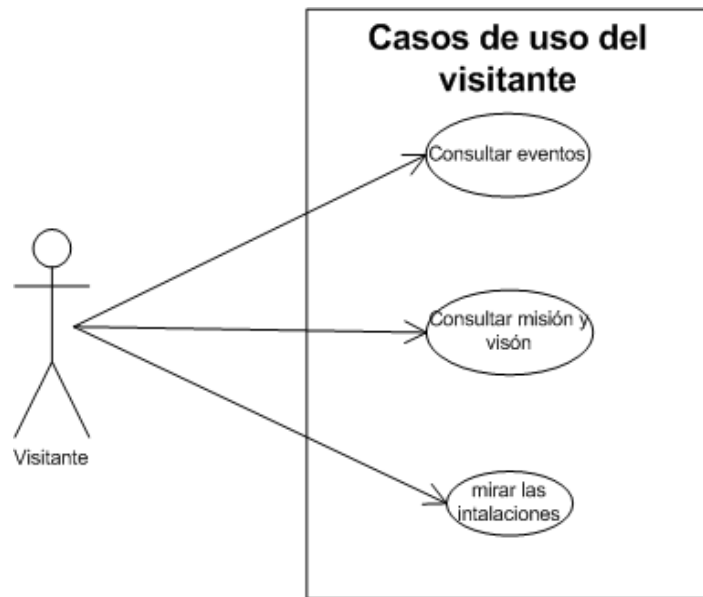 Casos de uso del
visitante
Consultar eventos
Consultar misión y
visón
mirar las
intalaciones
Visitante